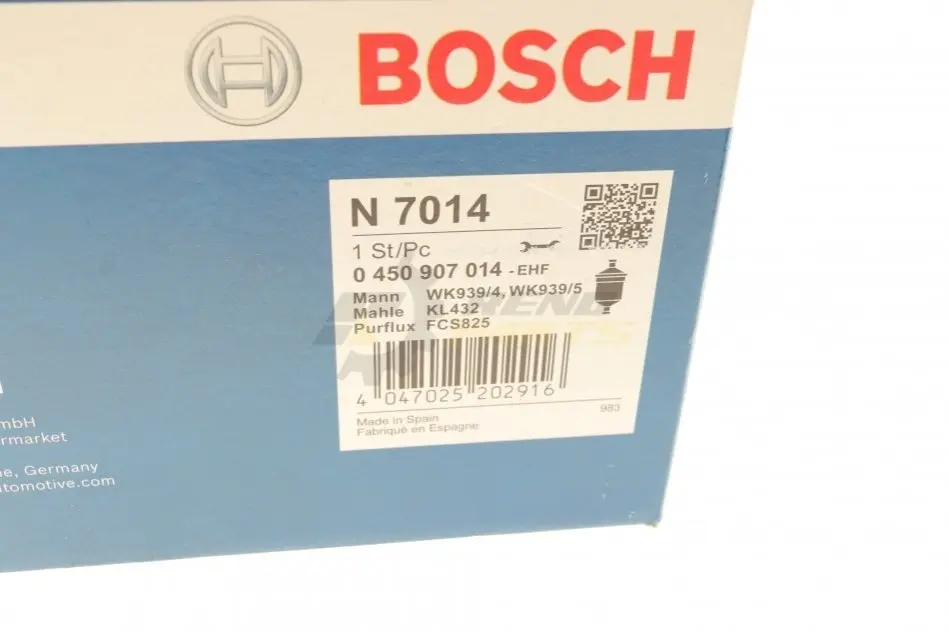 BOSCH
N 7014
1 St/Pc
0 450 907 014 - EHF
Mann WK939/4, WK939/5
Mahle KL432
Purflux FCS825
4 047025 202916
983
Made in Spain
Fabriqué en Espagne
mbH
rmarket
ne, Germany
utomotive.com